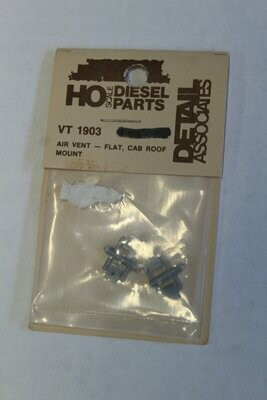 HO SCALE DIESEL PARTS
VT 1903
AIR VENT — FLAT, CAB ROOF
MOUNT
DETAIL
ASSOCIATES